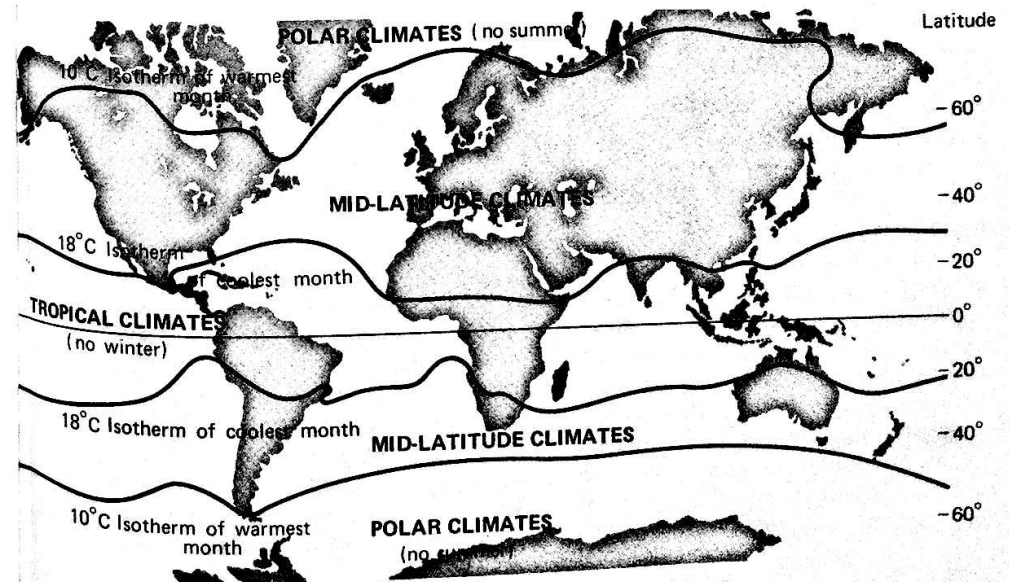 Latitude
POLAR CLIMATES (no summer)
10°C Isotherm of warmest
month
-60°
MID-LATITUDE CLIMATES
-40°
18°C Isotherm
of coolest month
-20°
TROPICAL CLIMATES
(no winter)
-0°
-20°
18°C Isotherm of coolest month
MID-LATITUDE CLIMATES
-40°
10°C Isotherm of warmest
month
POLAR CLIMATES
(no summer)
-60°